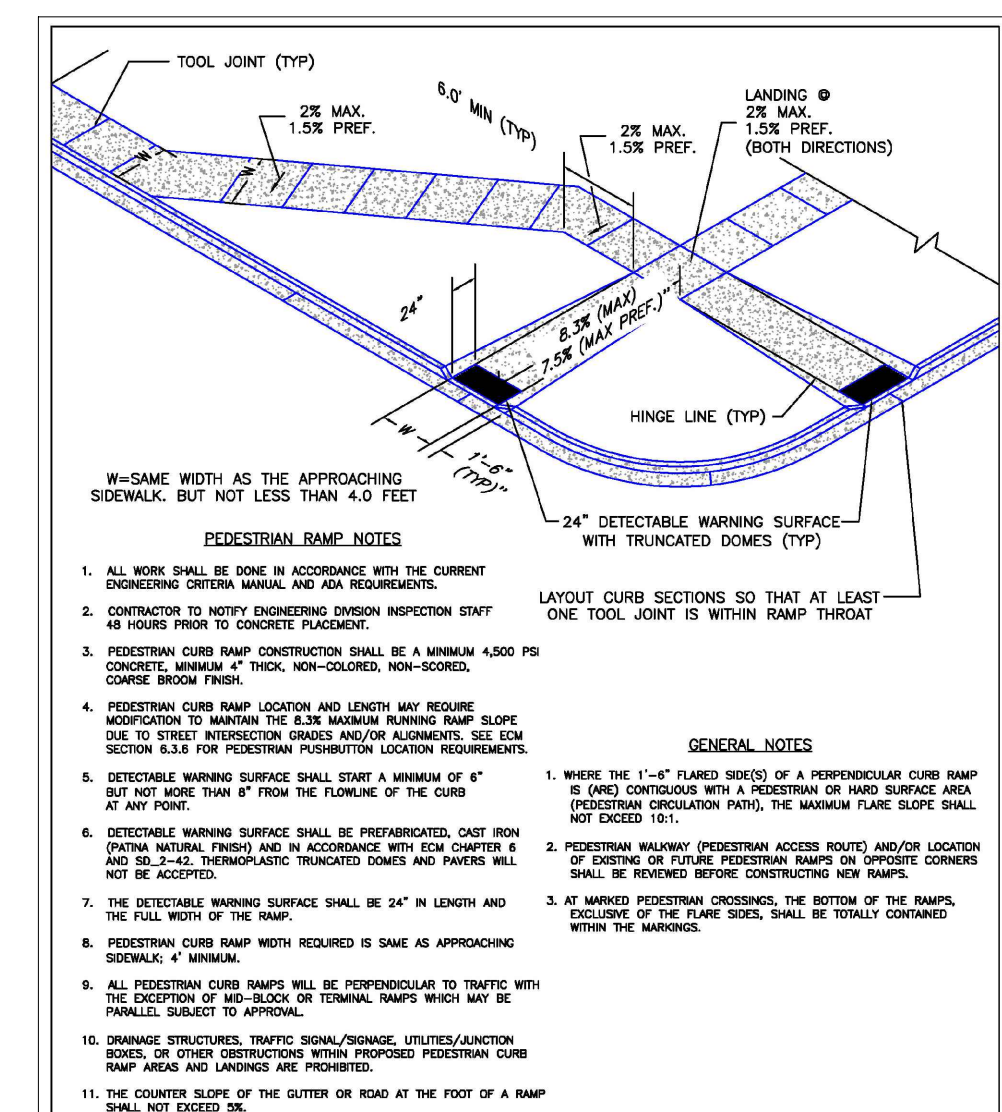 TOOL JOINT (TYP)
2% MAX.
1.5% PREF.
6.0' MIN (TYP)
2% MAX.
1.5% PREF.
LANDING @
2% MAX.
1.5% PREF.
(BOTH DIRECTIONS)
W
W
24"
8.3% (MAX)
7.5% (MAX PREF.)"
HINGE LINE (TYP)
W
1'-6"
(TYP)"
W=SAME WIDTH AS THE APPROACHING
SIDEWALK. BUT NOT LESS THAN 4.0 FEET
24" DETECTABLE WARNING SURFACE
WITH TRUNCATED DOMES (TYP)
LAYOUT CURB SECTIONS SO THAT AT LEAST
ONE TOOL JOINT IS WITHIN RAMP THROAT
PEDESTRIAN RAMP NOTES
1. ALL WORK SHALL BE DONE IN ACCORDANCE WITH THE CURRENT
ENGINEERING CRITERIA MANUAL AND ADA REQUIREMENTS.
2. CONTRACTOR TO NOTIFY ENGINEERING DIVISION INSPECTION STAFF
48 HOURS PRIOR TO CONCRETE PLACEMENT.
3. PEDESTRIAN CURB RAMP CONSTRUCTION SHALL BE A MINIMUM 4,500 PSI
CONCRETE, MINIMUM 4" THICK, NON-COLORED, NON-SCORED,
COARSE BROOM FINISH.
4. PEDESTRIAN CURB RAMP LOCATION AND LENGTH MAY REQUIRE
MODIFICATION TO MAINTAIN THE 8.3% MAXIMUM RUNNING RAMP SLOPE
DUE TO STREET INTERSECTION GRADES AND/OR ALIGNMENTS. SEE ECM
SECTION 6.3.6 FOR PEDESTRIAN PUSHBUTTON LOCATION REQUIREMENTS.
5. DETECTABLE WARNING SURFACE SHALL START A MINIMUM OF 6"
BUT NOT MORE THAN 8" FROM THE FLOWLINE OF THE CURB
AT ANY POINT.
6. DETECTABLE WARNING SURFACE SHALL BE PREFABRICATED, CAST IRON
(PATINA NATURAL FINISH) AND IN ACCORDANCE WITH ECM CHAPTER 6
AND SD_2-42. THERMOPLASTIC TRUNCATED DOMES AND PAVERS WILL
NOT BE ACCEPTED.
7. THE DETECTABLE WARNING SURFACE SHALL BE 24" IN LENGTH AND
THE FULL WIDTH OF THE RAMP.
8. PEDESTRIAN CURB RAMP WIDTH REQUIRED IS SAME AS APPROACHING
SIDEWALK; 4' MINIMUM.
9. ALL PEDESTRIAN CURB RAMPS WILL BE PERPENDICULAR TO TRAFFIC WITH
THE EXCEPTION OF MID-BLOCK OR TERMINAL RAMPS WHICH MAY BE
PARALLEL SUBJECT TO APPROVAL.
10. DRAINAGE STRUCTURES, TRAFFIC SIGNAL/SIGNAGE, UTILITIES/JUNCTION
BOXES, OR OTHER OBSTRUCTIONS WITHIN PROPOSED PEDESTRIAN CURB
RAMP AREAS AND LANDINGS ARE PROHIBITED.
11. THE COUNTER SLOPE OF THE GUTTER OR ROAD AT THE FOOT OF A RAMP
SHALL NOT EXCEED 5%.
GENERAL NOTES
1. WHERE THE 1'-6" FLARED SIDE(S) OF A PERPENDICULAR CURB RAMP
IS (ARE) CONTIGUOUS WITH A PEDESTRIAN OR HARD SURFACE AREA
(PEDESTRIAN CIRCULATION PATH), THE MAXIMUM FLARE SLOPE SHALL
NOT EXCEED 10:1.
2. PEDESTRIAN WALKWAY (PEDESTRIAN ACCESS ROUTE) AND/OR LOCATION
OF EXISTING OR FUTURE PEDESTRIAN RAMPS ON OPPOSITE CORNERS
SHALL BE REVIEWED BEFORE CONSTRUCTING NEW RAMPS.
3. AT MARKED PEDESTRIAN CROSSINGS, THE BOTTOM OF THE RAMPS,
EXCLUSIVE OF THE FLARE SIDES, SHALL BE TOTALLY CONTAINED
WITHIN THE MARKINGS.